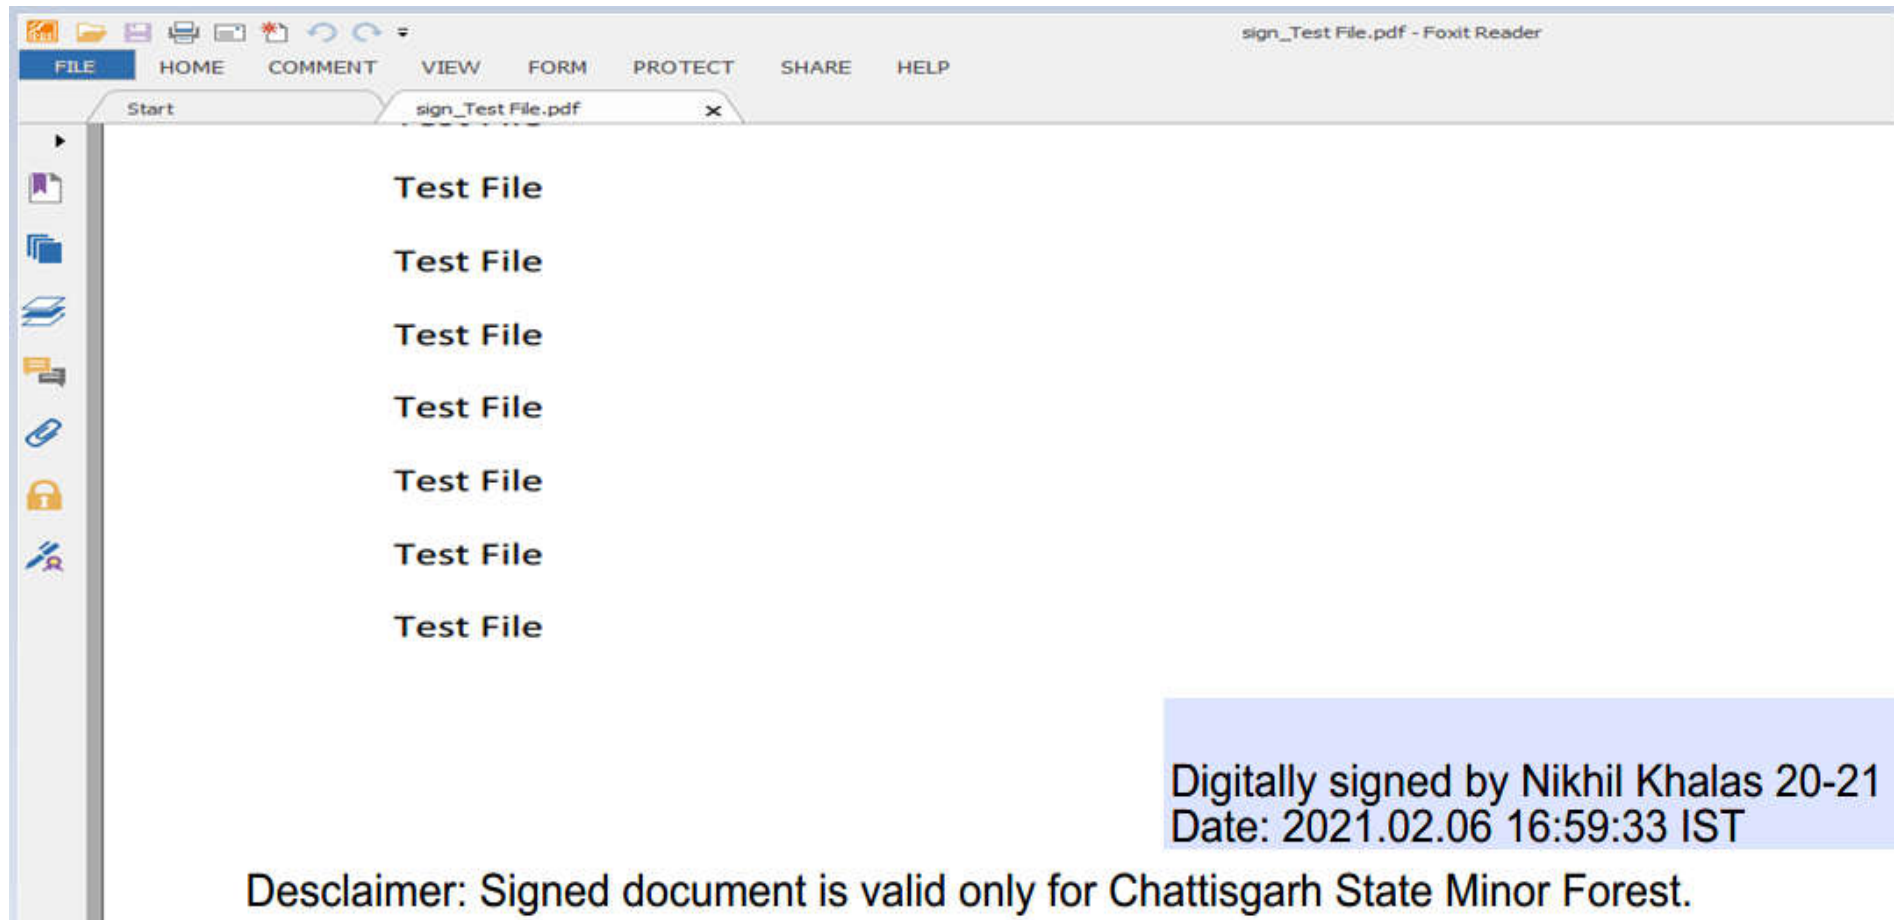 sign_Test File.pdf - Foxit Reader
FILE HOME COMMENT VIEW FORM PROTECT SHARE HELP
Start sign_Test File.pdf
Test File
Test File
Test File
Test File
Test File
Test File
Test File
Digitally signed by Nikhil Khalas 20-21
Date: 2021.02.06 16:59:33 IST
Desclaimer: Signed document is valid only for Chattisgarh State Minor Forest.